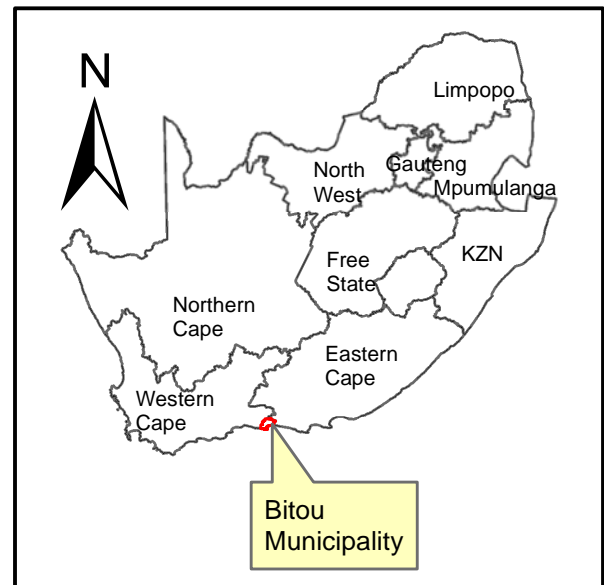 N
Limpopo
North
West
Gauteng
Mpumulanga
Free
State
KZN
Northern
Cape
Eastern
Cape
Western
Cape
Bitou
Municipality